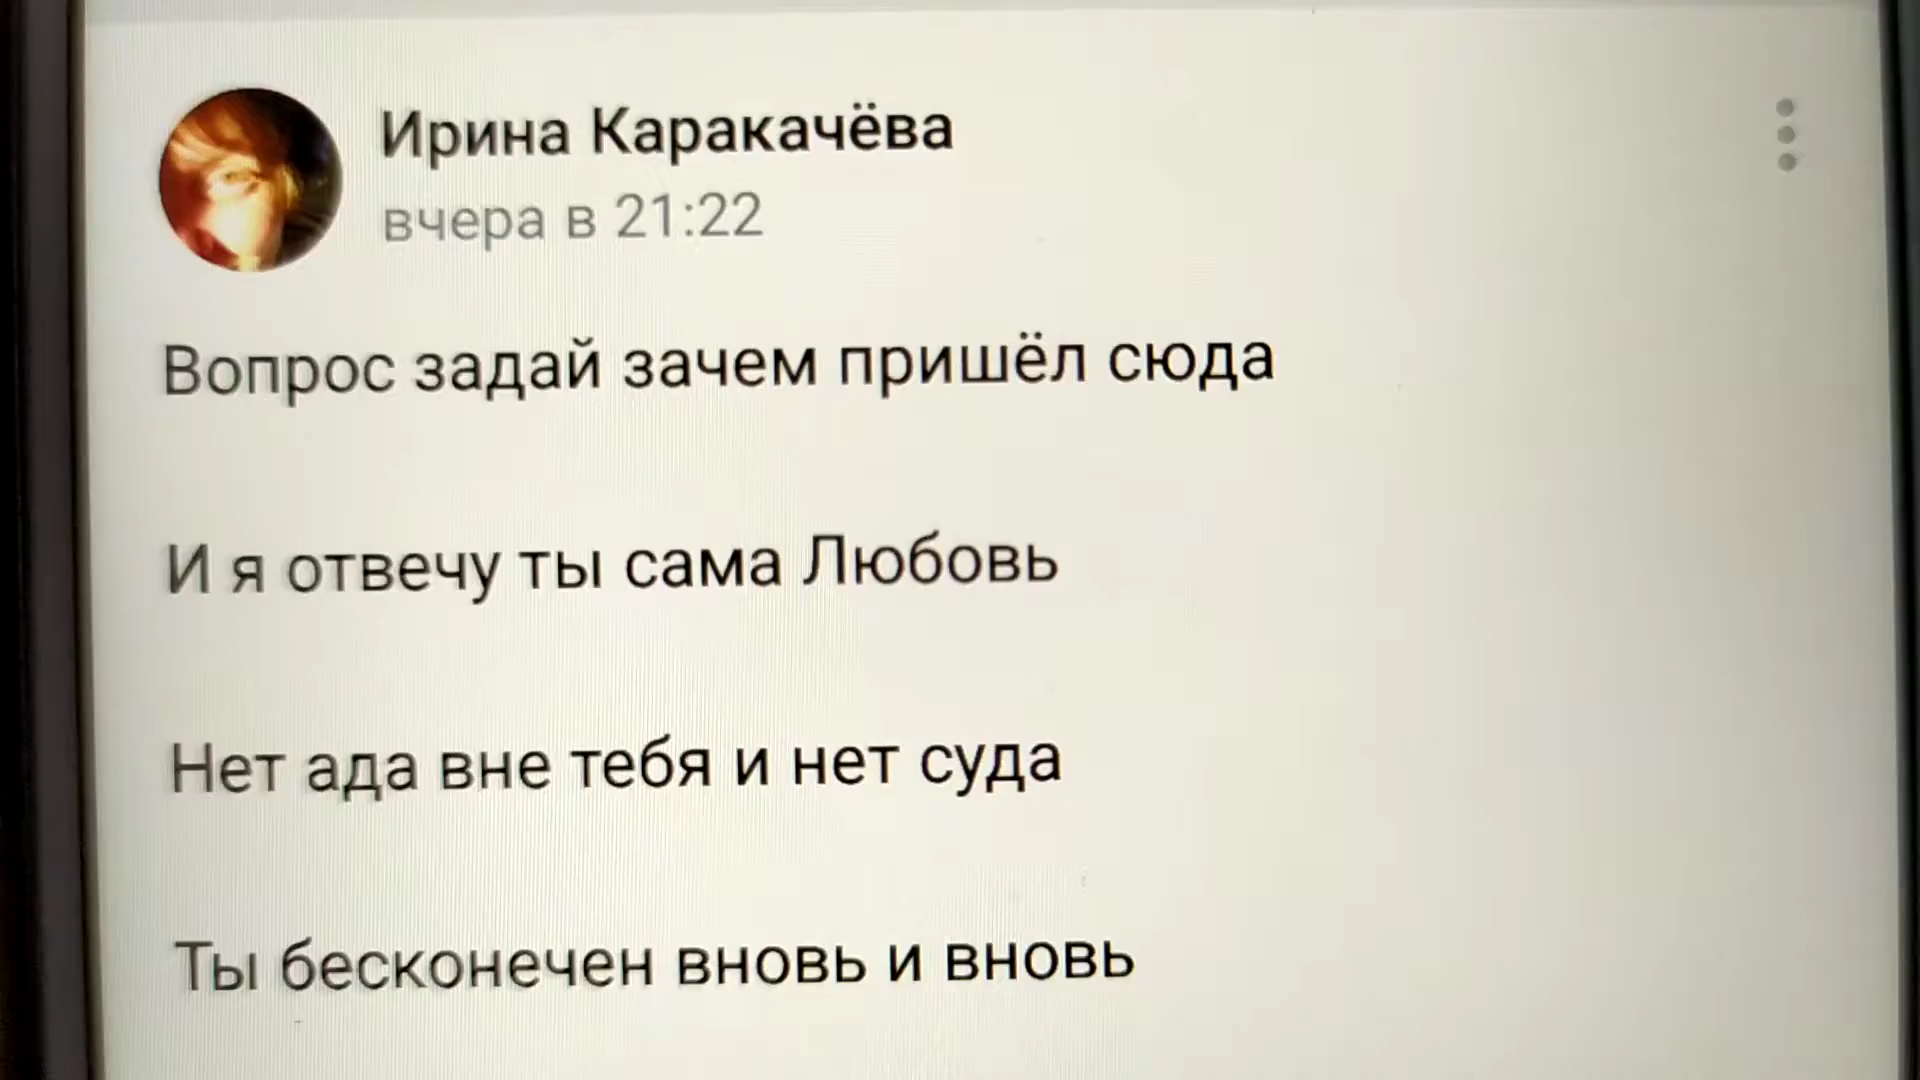 Ирина Каракачёва
вчера в 21:22
Вопрос задай зачем пришёл сюда
И я отвечу ты сама Любовь
Нет ада вне тебя и нет суда
Ты бесконечен вновь и вновь